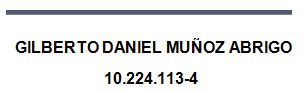 GILBERTO DANIEL MUÑOZ ABRIGO
10.224.113-4